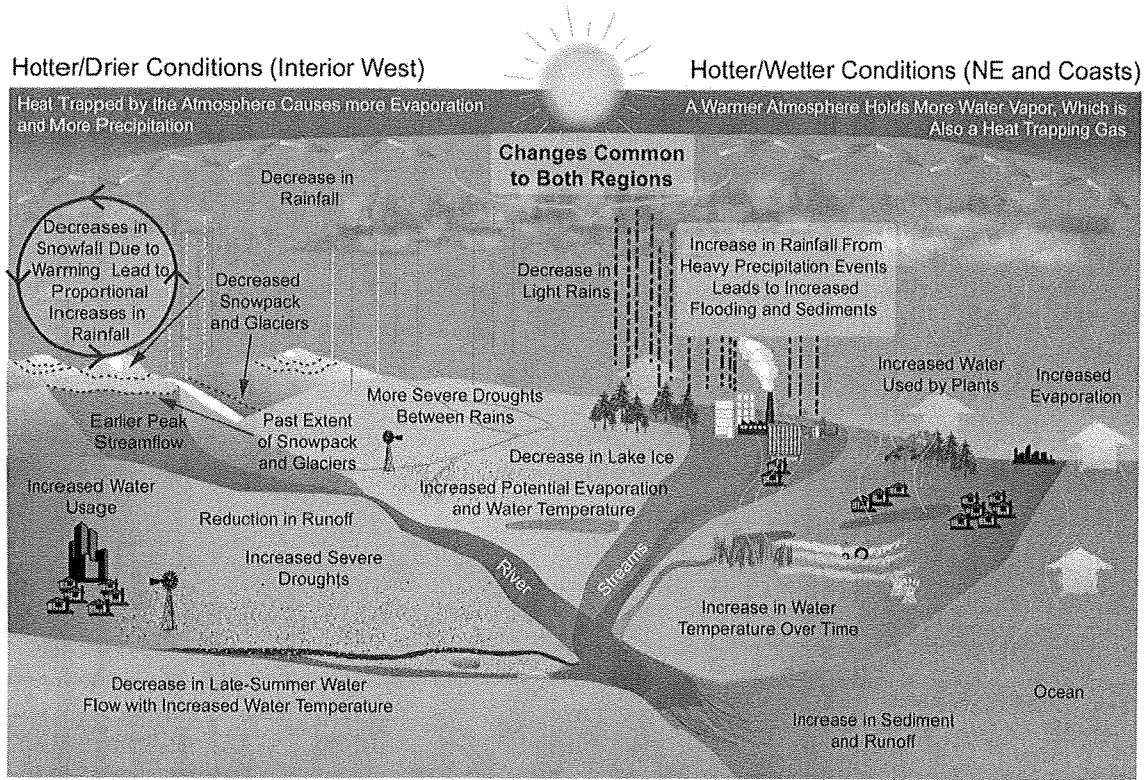 Hotter/Drier Conditions (Interior West)
Hotter/Wetter Conditions (NE and Coasts)
Heat Trapped by the Atmosphere Causes more Evaporation
and More Precipitation
A Warmer Atmosphere Holds More Water Vapor, Which is
Also a Heat Trapping Gas
Changes Common
to Both Regions
Decrease in
Rainfall
Decreases in
Snowfall Due to
Warming Lead to
Proportional
Increases in
Rainfall
Decreased
Snowpack
and Glaciers
Decrease in
Light Rains
Increase in Rainfall From
Heavy Precipitation Events
Leads to Increased
Flooding and Sediments
Increased Water
Used by Plants
Increased
Evaporation
Earlier Peak
Streamflow
Past Extent
of Snowpack
and Glaciers
More Severe Droughts
Between Rains
Decrease in Lake Ice
Increased Potential Evaporation
and Water Temperature
Increased Water
Usage
Reduction in Runoff
Increased Severe
Droughts
River
Streams
Increase in Water
Temperature Over Time
Decrease in Late-Summer Water
Flow with Increased Water Temperature
Ocean
Increase in Sediment
and Runoff